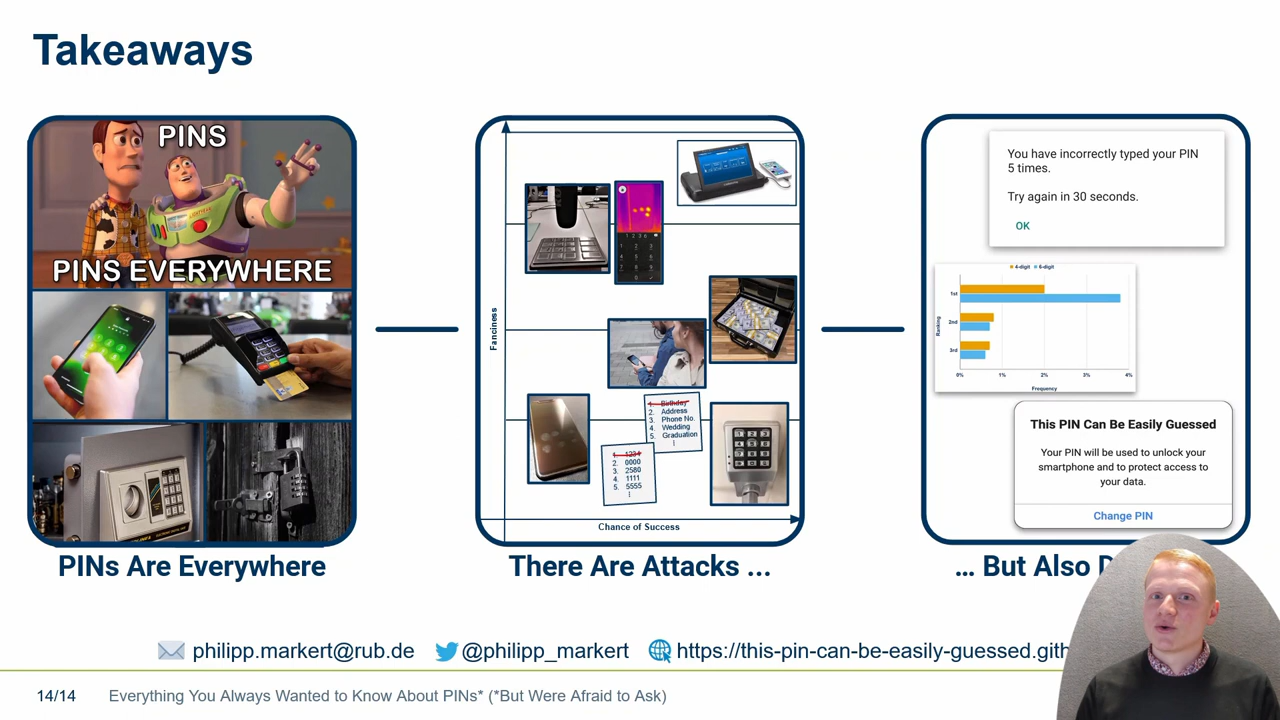 Takeaways
PINS
PINS EVERYWHERE
PINs Are Everywhere
Fanciness
1. Birthday
2. Address
3. Phone No.
4. Wedding
5. Graduation
1. 1234
2. 0000
3. 2580
4. 1111
5. 5555
Chance of Success
There Are Attacks ...
You have incorrectly typed your PIN
5 times.
Try again in 30 seconds.
OK
4-digit 6-digit
Ranking
1st
2nd
3rd
0% 1% 2% 3% 4%
Frequency
This PIN Can Be Easily Guessed
Your PIN will be used to unlock your
smartphone and to protect access to
your data.
Change PIN
... But Also
philipp.markert@rub.de @philipp_markert https://this-pin-can-be-easily-guessed.gith
14/14 Everything You Always Wanted to Know About PINs* (*But Were Afraid to Ask)